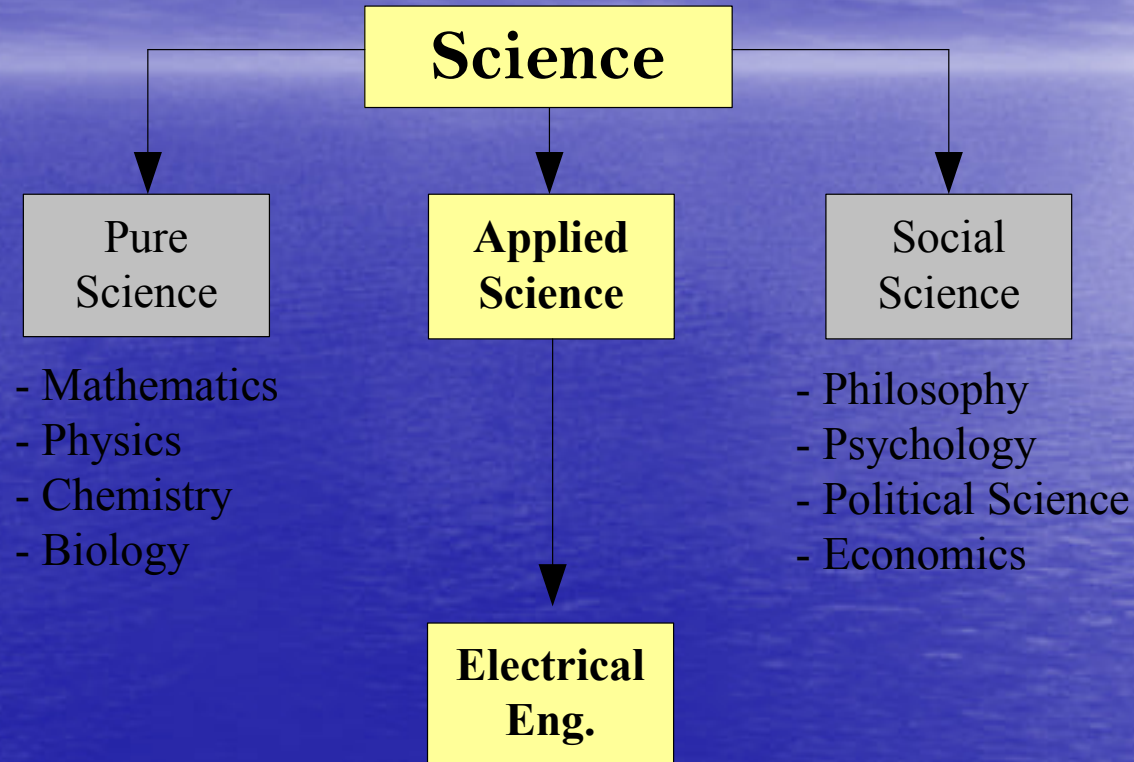 Science
Pure
Science
Applied
Science
Social
Science
- Mathematics
- Physics
- Chemistry
- Biology
- Philosophy
- Psychology
- Political Science
- Economics
Electrical
Eng.